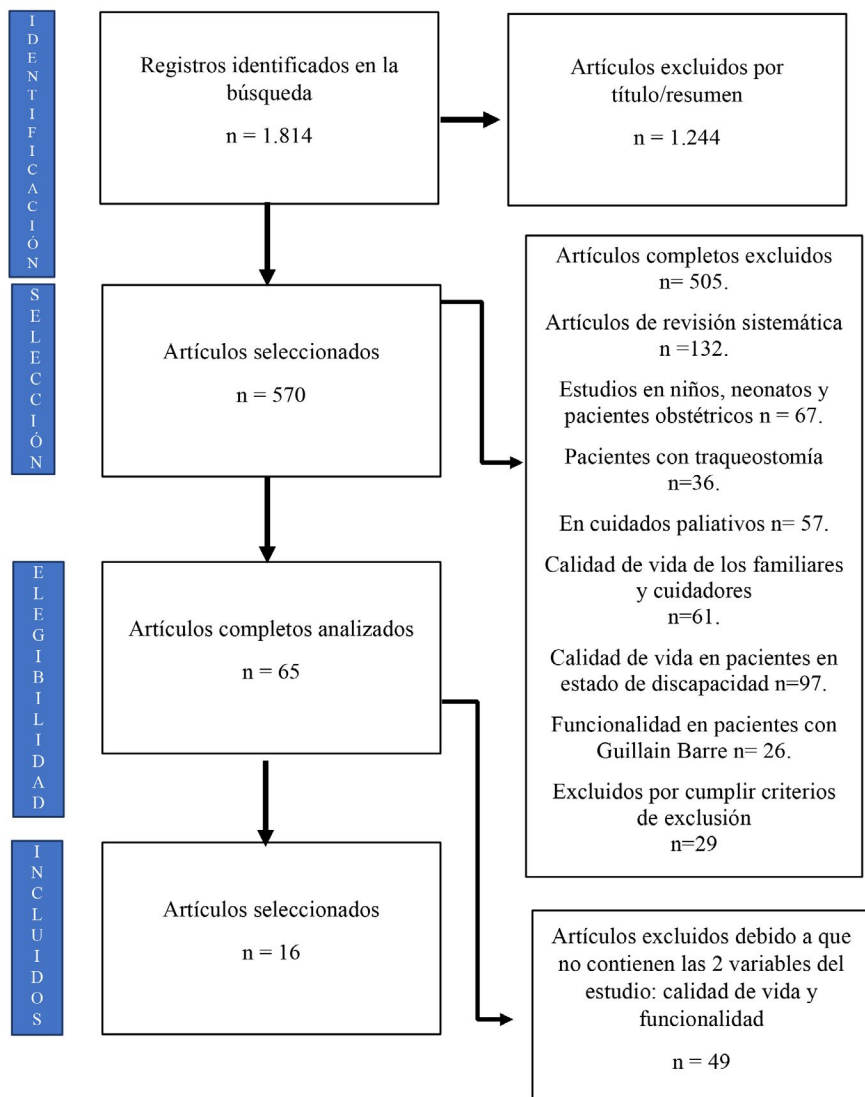 IDENTIFICACIÓN
Registros identificados en la
búsqueda
n = 1.814
Artículos excluidos por
título/resumen
n = 1.244
SELECCIÓN
Artículos seleccionados
n = 570
Artículos completos excluidos
n= 505.
Artículos de revisión sistemática
n =132.
Estudios en niños, neonatos y
pacientes obstétricos n = 67.
Pacientes con traqueostomía
n=36.
En cuidados paliativos n= 57.
Calidad de vida de los familiares
y cuidadores
n=61.
Calidad de vida en pacientes en
estado de discapacidad n=97.
Funcionalidad en pacientes con
Guillain Barre n= 26.
Excluidos por cumplir criterios
de exclusión
n=29
ELEGIBILIDAD
Artículos completos analizados
n = 65
INCLUIDOS
Artículos seleccionados
n = 16
Artículos excluidos debido a que
no contienen las 2 variables del
estudio: calidad de vida y
funcionalidad
n = 49